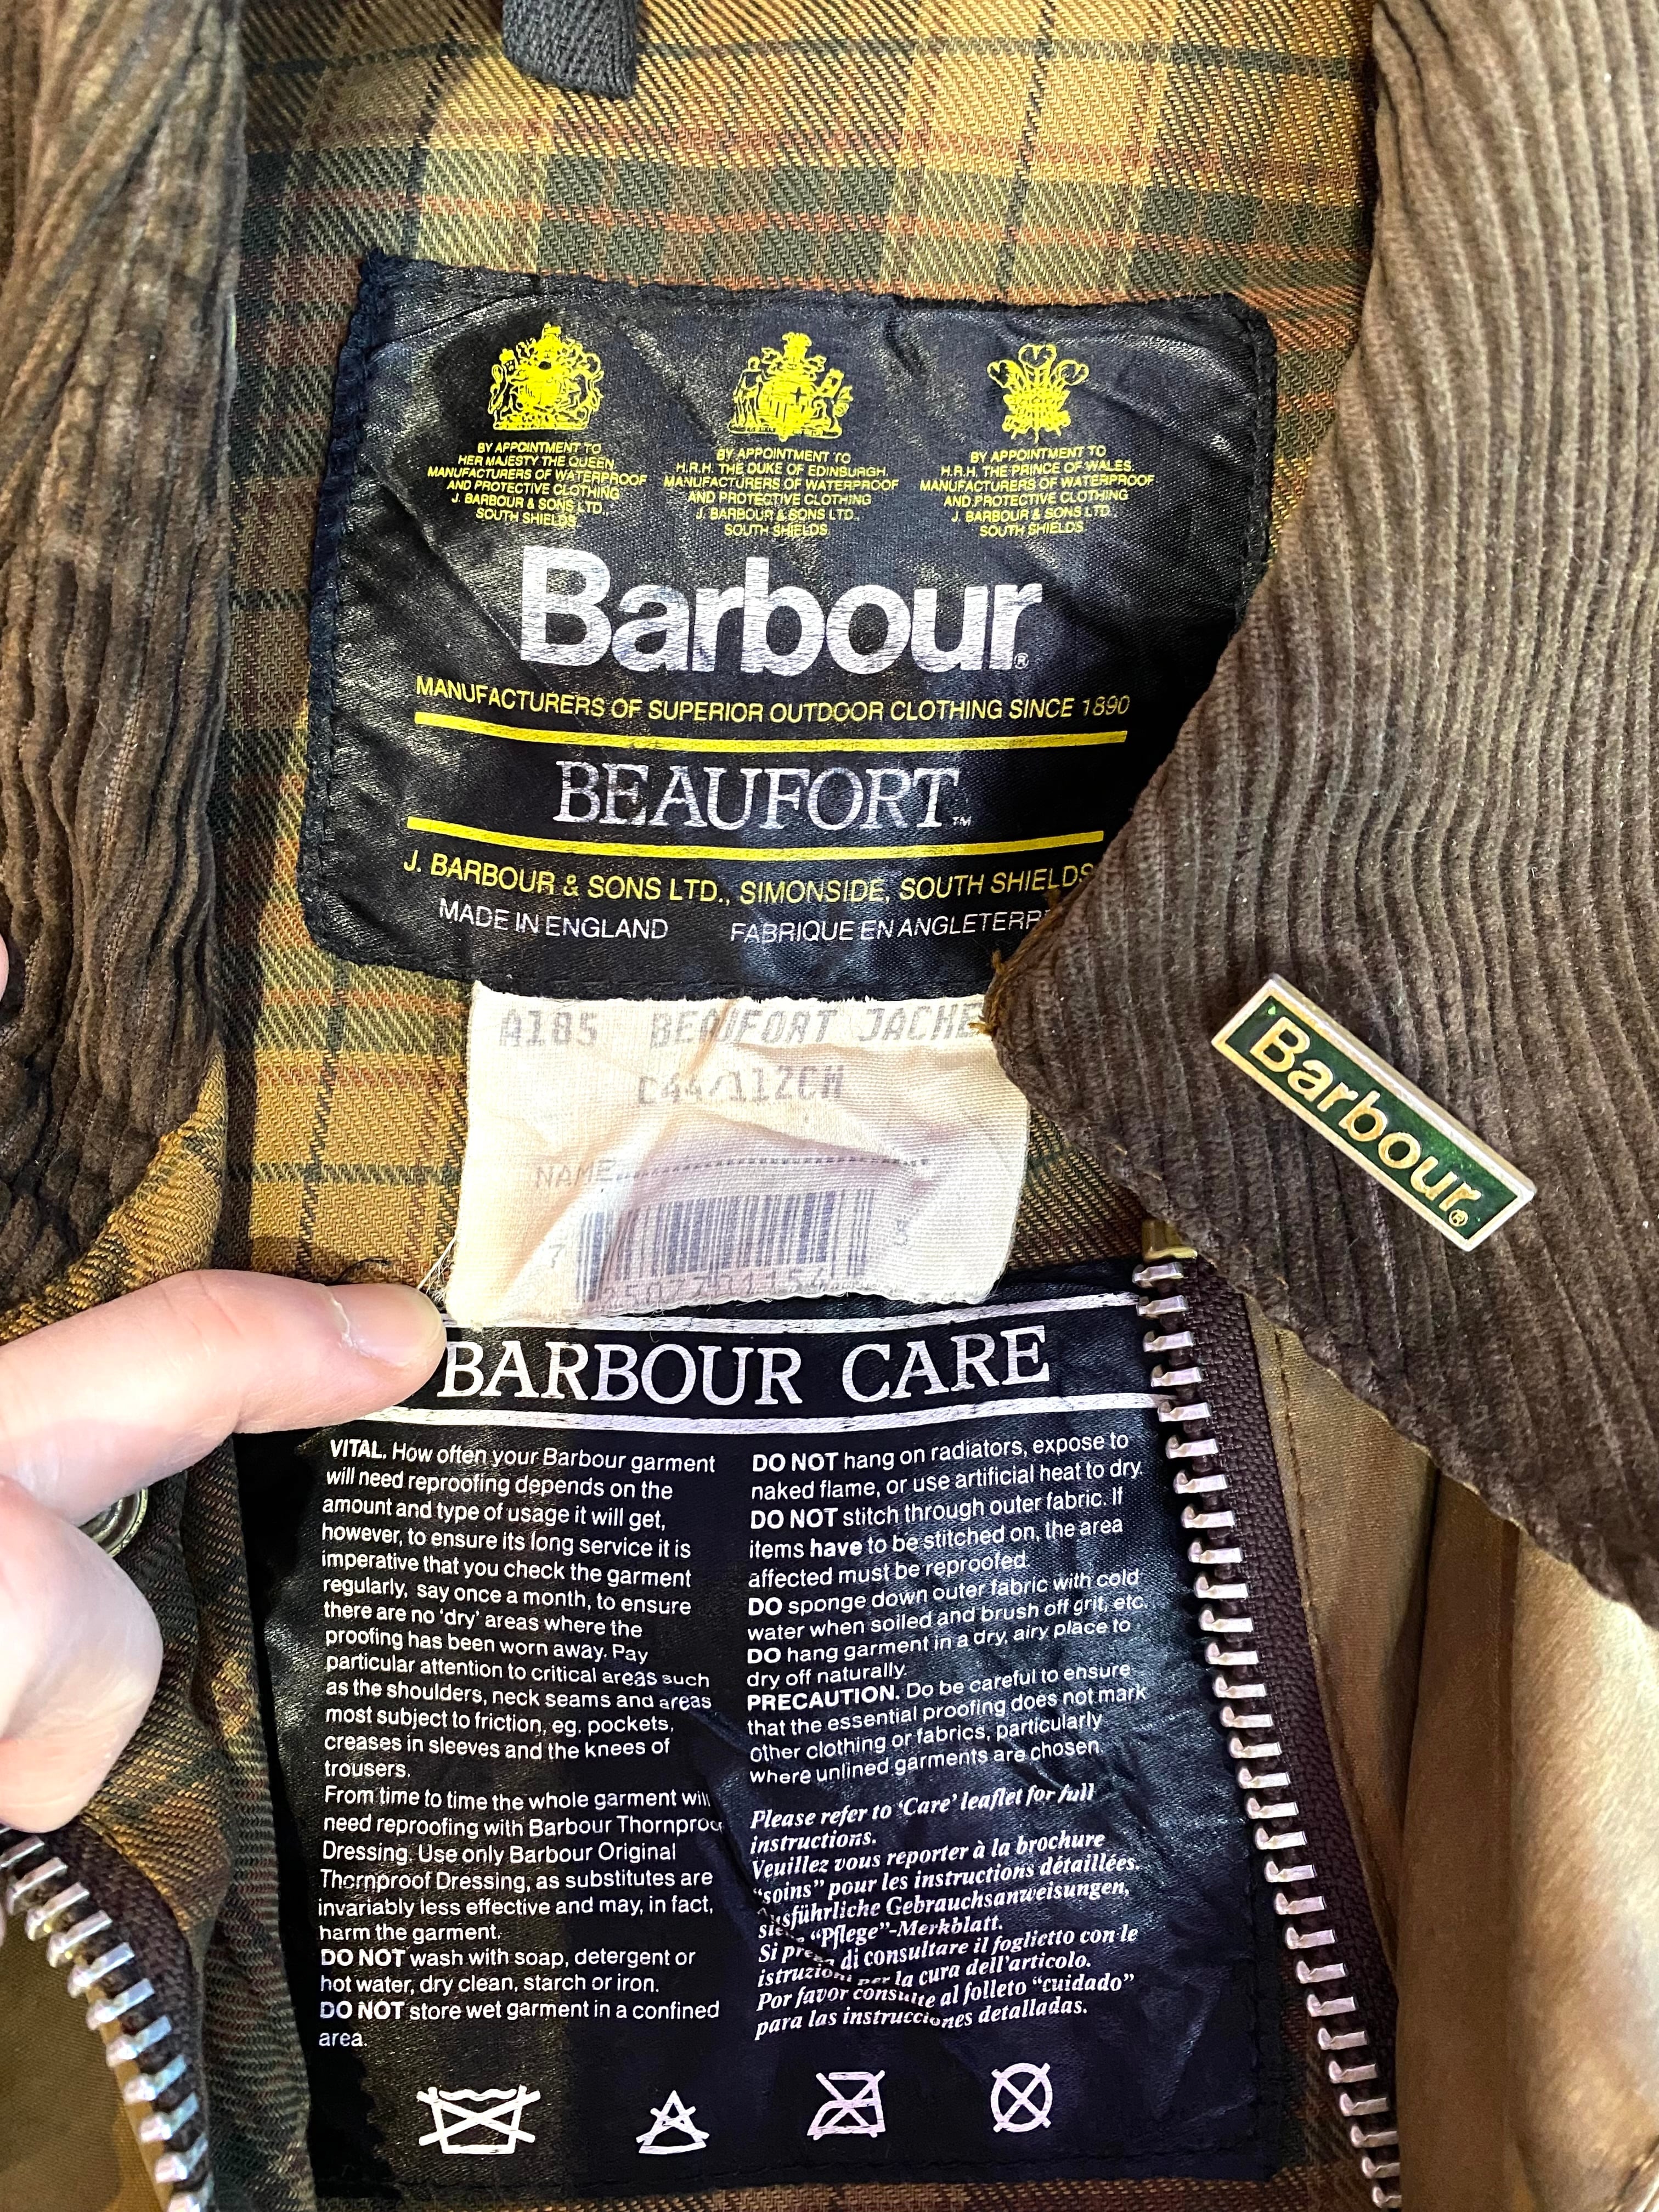 BY APPOINTMENT TO
HER MAJESTY THE QUEEN.
MANUFACTURERS OF WATERPROOF
AND PROTECTIVE CLOTHING
J. BARBOUR & SONS LTD.,
SOUTH SHIELDS.
BY APPOINTMENT TO
H.R.H. THE DUKE OF EDINBURGH.
MANUFACTURERS OF WATERPROOF
AND PROTECTIVE CLOTHING
J. BARBOUR & SONS LTD.,
SOUTH SHIELDS.
BY APPOINTMENT TO
H.R.H. THE PRINCE OF WALES.
MANUFACTURERS OF WATERPROOF
AND PROTECTIVE CLOTHING
J. BARBOUR & SONS LTD.
SOUTH SHIELDS.
Barbour®
MANUFACTURERS OF SUPERIOR OUTDOOR CLOTHING SINCE 1890
BEAUFORT™
J. BARBOUR & SONS LTD., SIMONSIDE, SOUTH SHIELDS
MADE IN ENGLAND FABRIQUE EN ANGLETERR
A185 BEAUFORT JACKE
C44/112CM
NAME
Barbour®
BARBOUR CARE
VITAL. How often your Barbour garment
will need reproofing depends on the
amount and type of usage it will get,
however, to ensure its long service it is
imperative that you check the garment
regularly, say once a month, to ensure
there are no 'dry' areas where the
proofing has been worn away. Pay
particular attention to critical areas such
as the shoulders, neck seams and areas
most subject to friction, eg. pockets,
creases in sleeves and the knees of
trousers.
From time to time the whole garment will
need reproofing with Barbour Thornproof
Dressing. Use only Barbour Original
Thornproof Dressing, as substitutes are
invariably less effective and may, in fact,
harm the garment.
DO NOT wash with soap, detergent or
hot water, dry clean, starch or iron.
DO NOT store wet garment in a confined
area.
DO NOT hang on radiators, expose to
naked flame, or use artificial heat to dry.
DO NOT stitch through outer fabric. If
items have to be stitched on, the area
affected must be reproofed.
DO sponge down outer fabric with cold
water when soiled and brush off grit, etc.
DO hang garment in a dry, airy place to
dry off naturally.
PRECAUTION. Do be careful to ensure
that the essential proofing does not mark
other clothing or fabrics, particularly
where unlined garments are chosen.
Please refer to 'Care' leaflet for full
instructions.
Veuillez vous reporter à la brochure
"soins" pour les instructions détaillées.
Ausführliche Gebrauchsanweisungen,
siehe "Pflege"-Merkblatt.
Si prega di consultare il foglietto con le
istruzioni per la cura dell'articolo.
Por favor consulte al folleto "cuidado"
para las instrucciones detalladas.